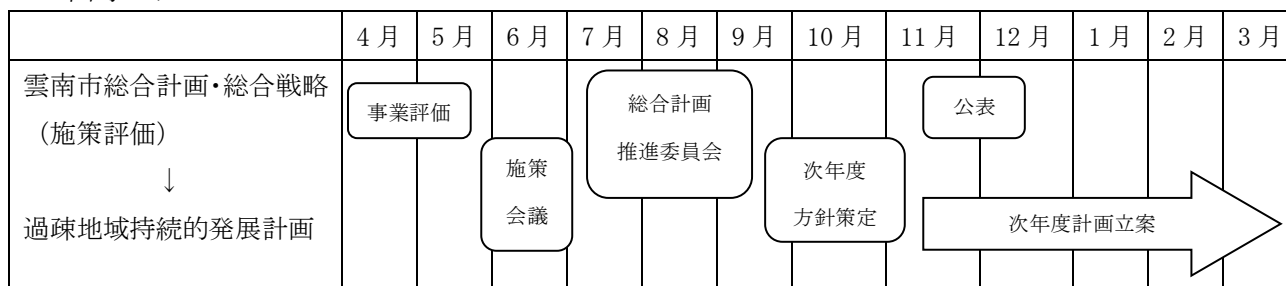 4月 5月 6月 7月 8月 9月 10月 11月 12月 1月 2月 3月
雲南市総合計画・総合戦略
（施策評価）
↓
過疎地域持続的発展計画
事業評価
施策
会議
総合計画
推進委員会
次年度
方針策定
公表
次年度計画立案